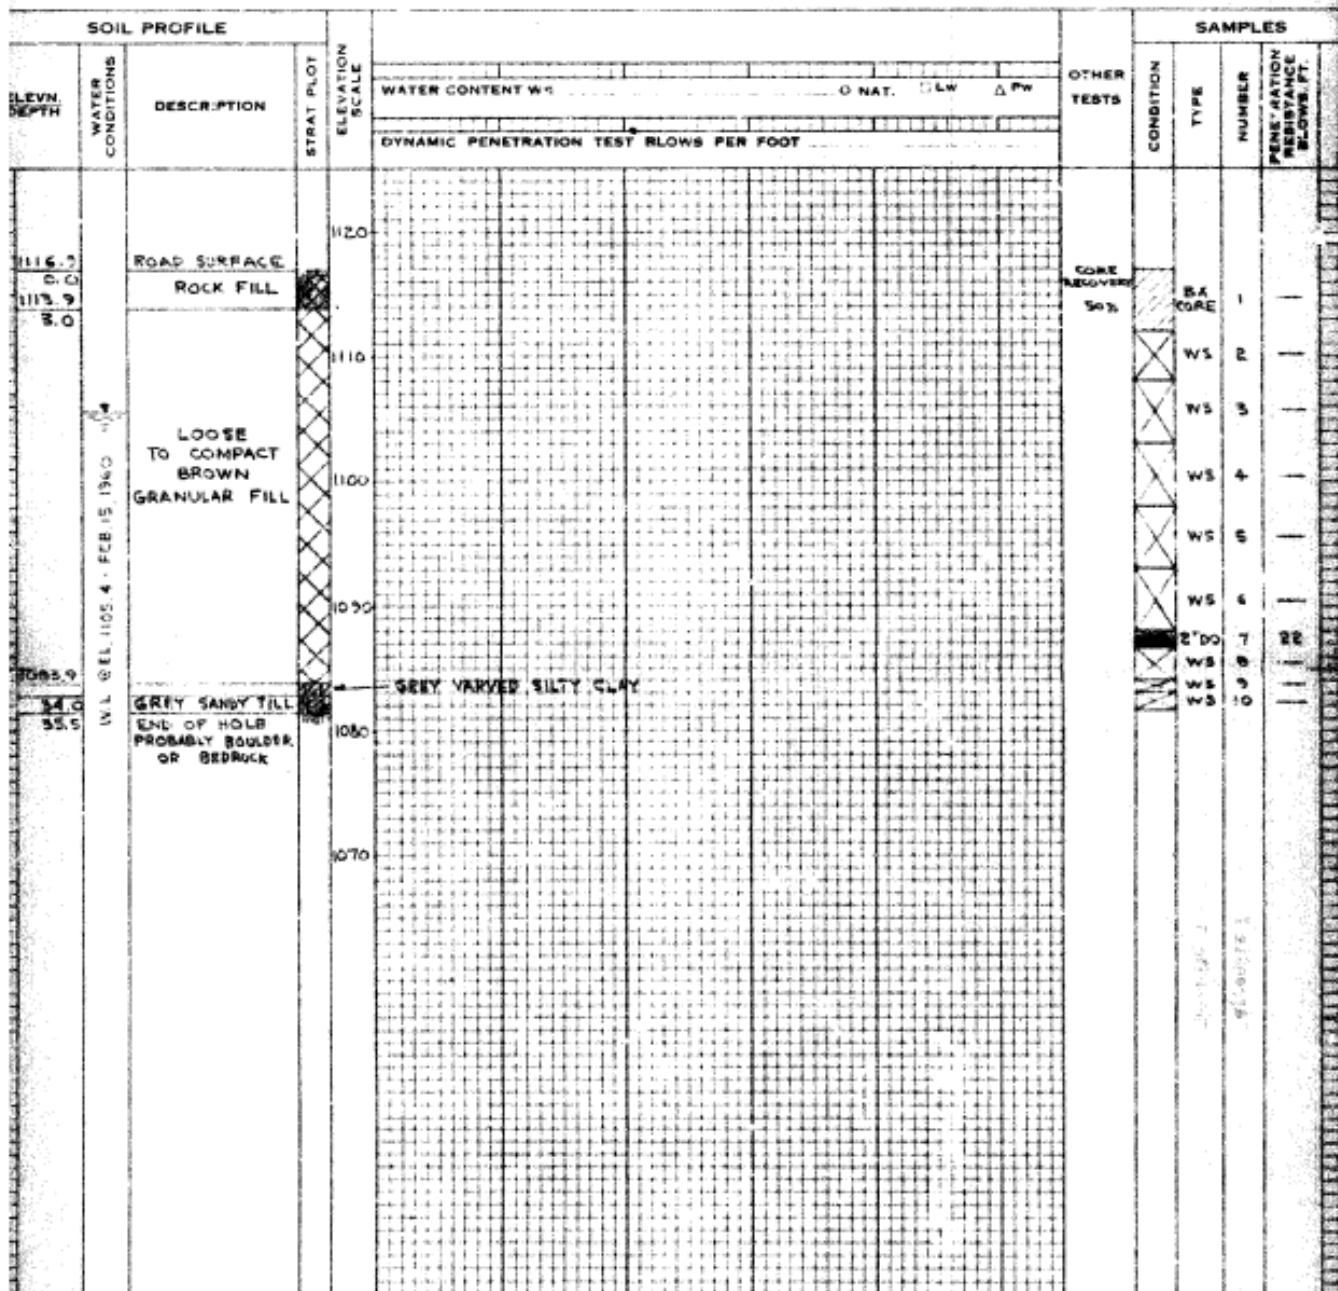 SOIL PROFILE
SAMPLES
ELEVN. DEPTH
WATER CONDITIONS
DESCRIPTION
STRAT PLOT
ELEVATION SCALE
WATER CONTENT W% O NAT. □ LW △ PW
DYNAMIC PENETRATION TEST BLOWS PER FOOT
OTHER TESTS
CONDITION
TYPE
NUMBER
PENETRATION RESISTANCE BLOWS/FT.
1120
1116.9
ROAD SURFACE
0.0
ROCK FILL
CORE RECOVERY 50%
CORE 1 —
1113.9
3.0
1110
WS 2 —
WS 3 —
LOOSE
TO COMPACT
BROWN
GRANULAR FILL
1100
WS 4 —
WS 5 —
W.L. @ EL. 1105.4 - FEB. 15, 1960
1090
WS 6 —
2" DO 7 22
WS 8 —
1083.9
GREY VARVED SILTY CLAY
WS 9 —
34.0
GREY SANDY TILL
WS 10 —
35.5
END OF HOLE
PROBABLY BOULDER
OR BEDROCK
1080
1070